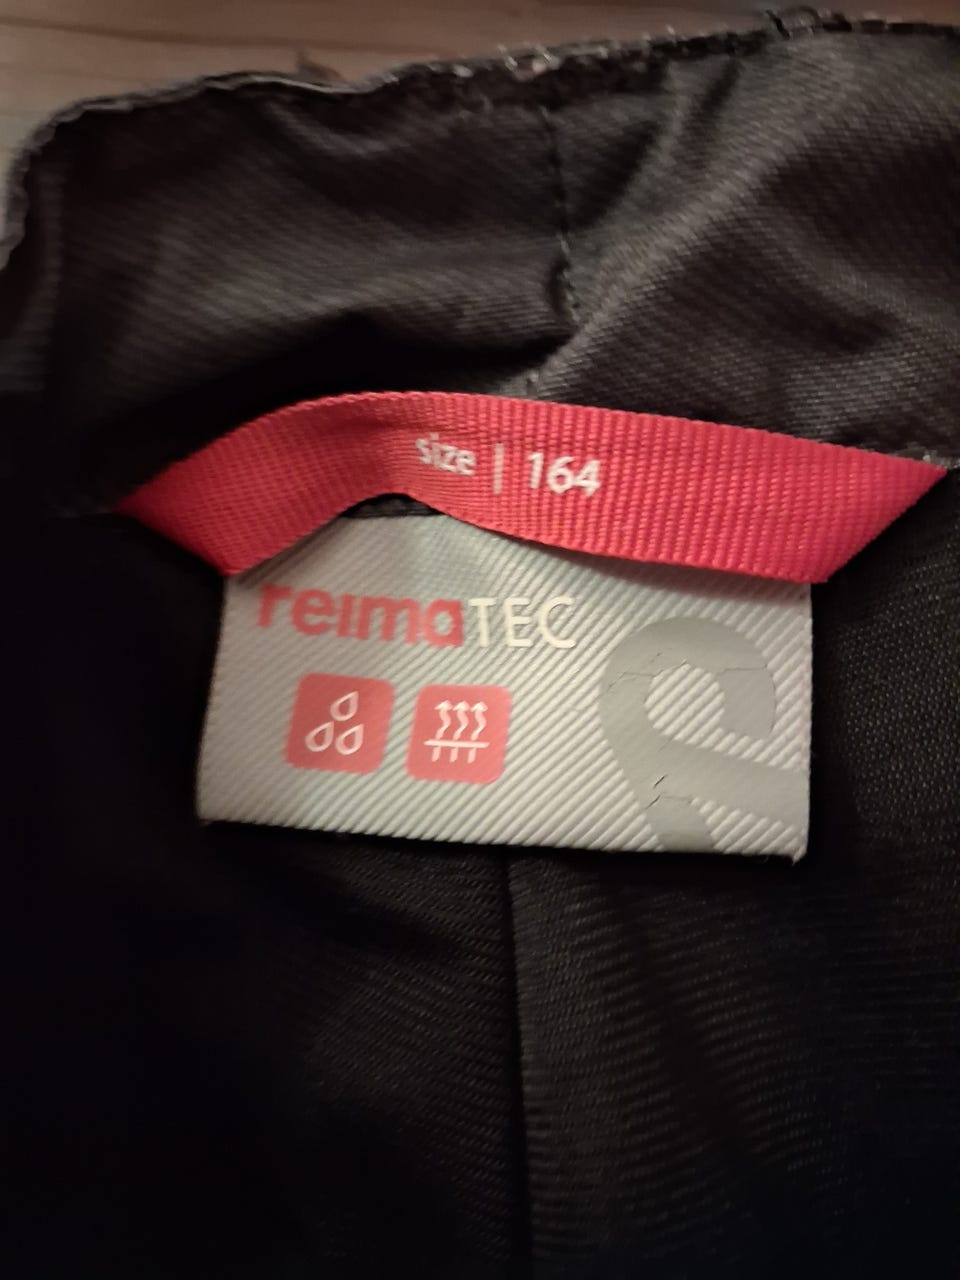 size | 164
reimaTEC